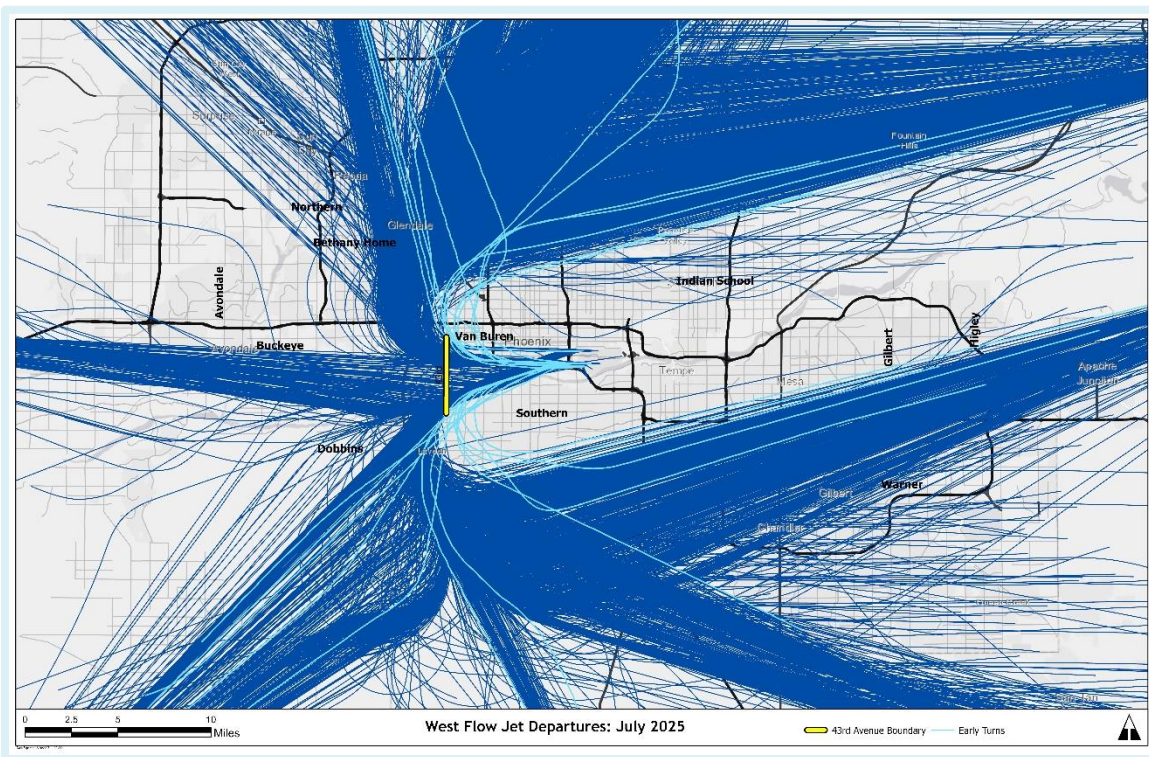 Surprise
Fountain
Hills
Peoria
Northern
Glendale
Bethany Home
Indian School
Avondale
Van Buren
Phoenix
Buckeye
Avondale
Gilbert
Higley
Tempe
Mesa
Apache
Junction
Southern
Dobbins
Laveen
Warner
Gilbert
Chandler
0 2.5 5 10
Miles
West Flow Jet Departures: July 2025
43rd Avenue Boundary
Early Turns